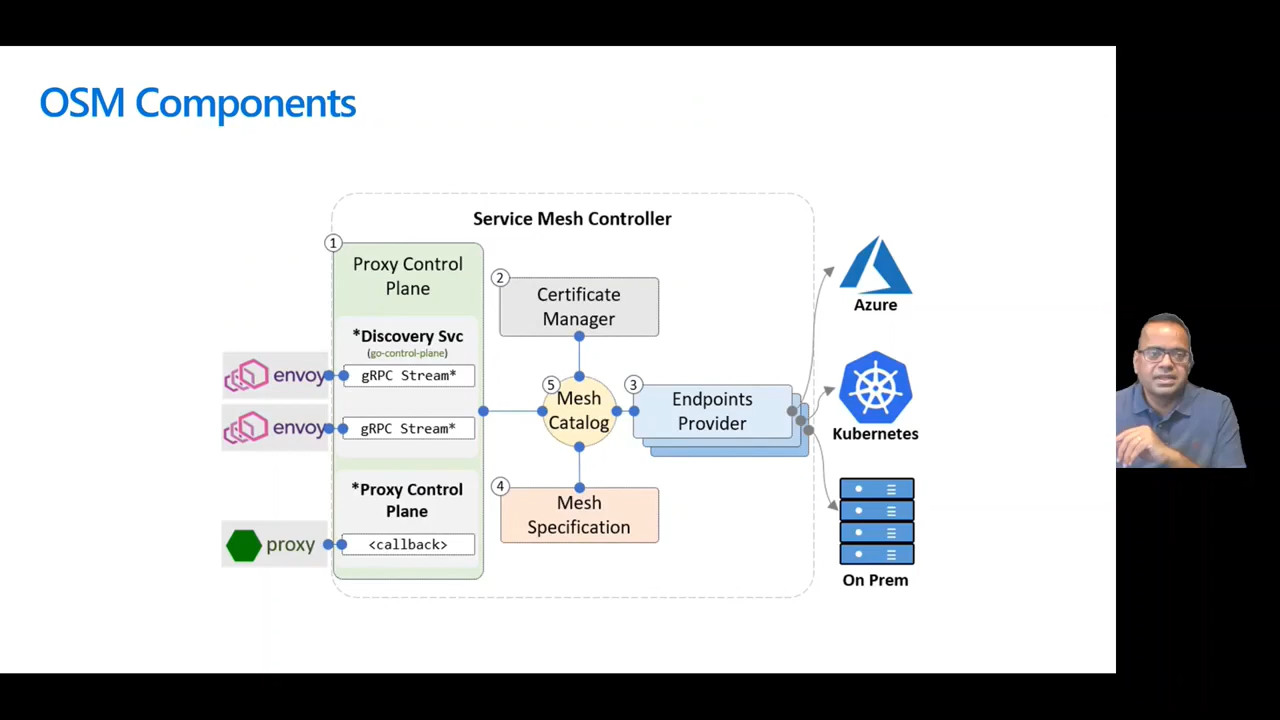 OSM Components
Service Mesh Controller
1
Proxy Control
Plane
*Discovery Svc
(go-control-plane)
envoy
gRPC Stream*
envoy
gRPC Stream*
*Proxy Control
Plane
proxy
<callback>
2
Certificate
Manager
5
Mesh
Catalog
3
Endpoints
Provider
4
Mesh
Specification
Azure
Kubernetes
On Prem